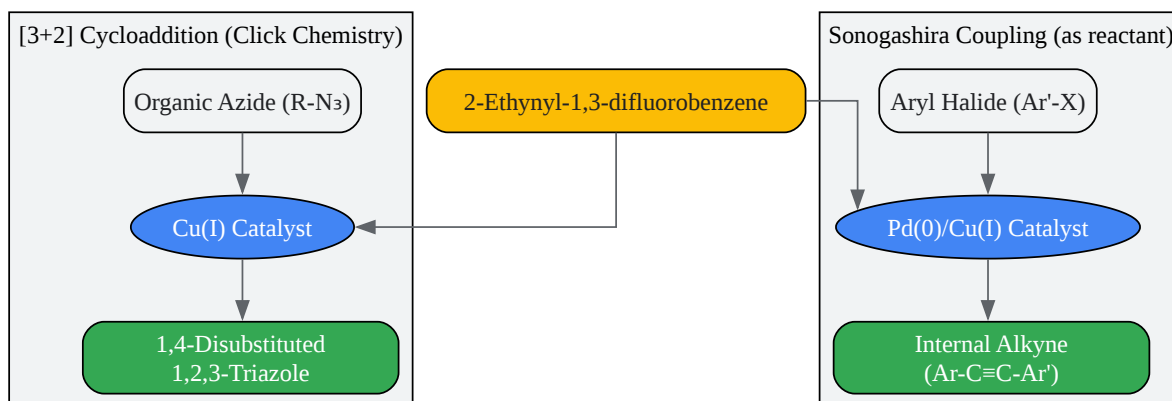 [3+2] Cycloaddition (Click Chemistry)
Organic Azide (R-N₃)
Cu(I) Catalyst
1,4-Disubstituted
1,2,3-Triazole
2-Ethynyl-1,3-difluorobenzene
Sonogashira Coupling (as reactant)
Aryl Halide (Ar'-X)
Pd(0)/Cu(I) Catalyst
Internal Alkyne
(Ar-C≡C-Ar')